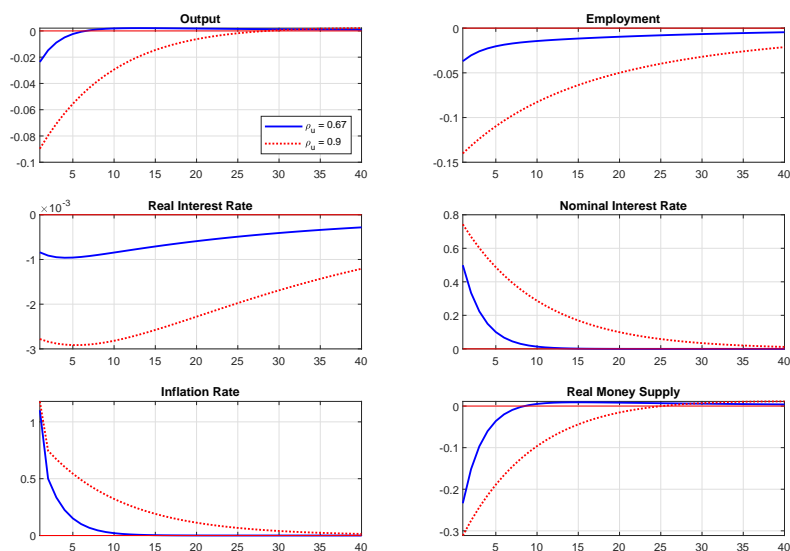 Output
0
-0.02
-0.04
-0.06
-0.08
-0.1
5 10 15 20 25 30 35 40
ρu = 0.67
ρu = 0.9
Employment
0
-0.05
-0.1
-0.15
5 10 15 20 25 30 35 40
Real Interest Rate
×10-3
0
-1
-2
-3
5 10 15 20 25 30 35 40
Nominal Interest Rate
0.8
0.6
0.4
0.2
0
5 10 15 20 25 30 35 40
Inflation Rate
1
0.5
0
5 10 15 20 25 30 35 40
Real Money Supply
0
-0.1
-0.2
-0.3
5 10 15 20 25 30 35 40